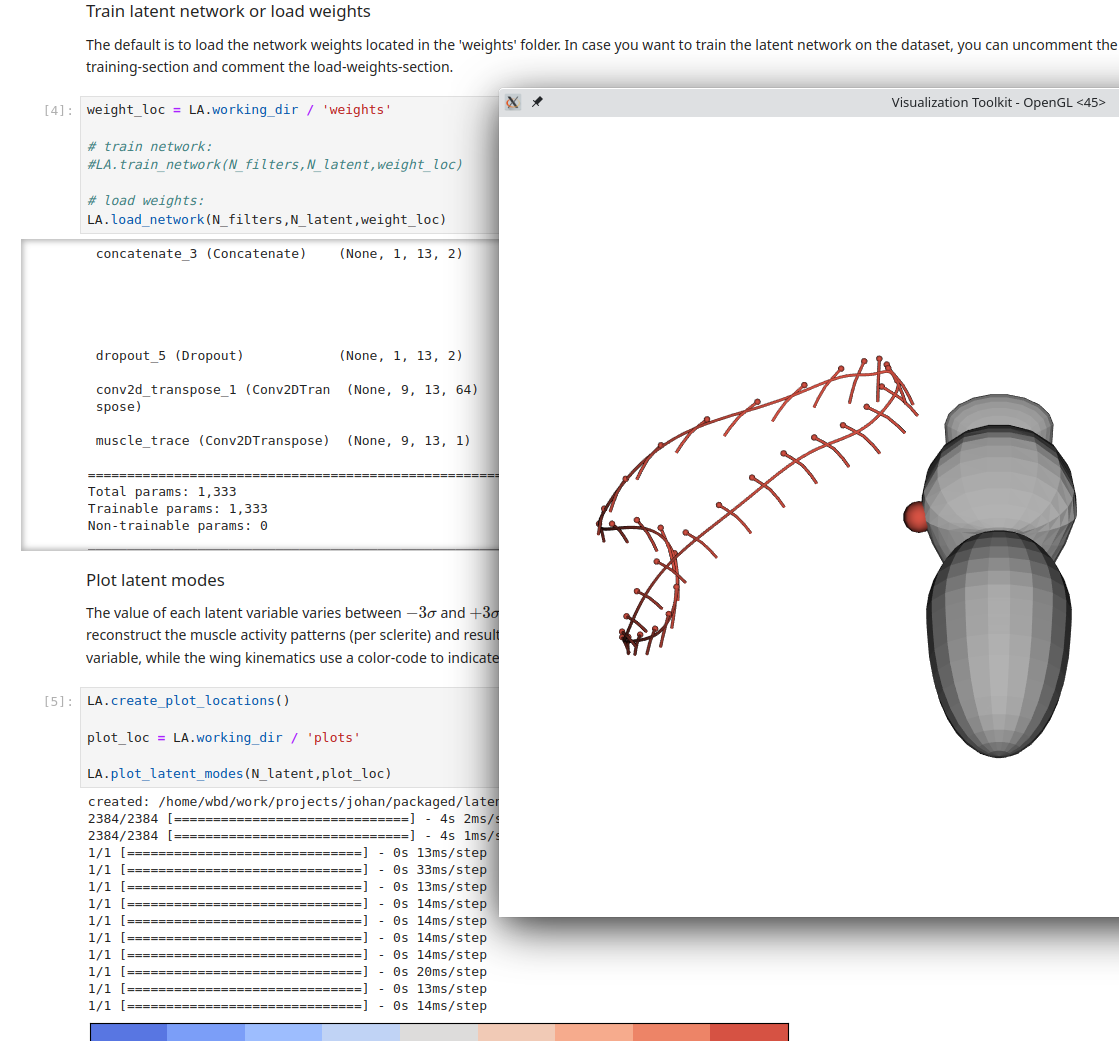 Train latent network or load weights
The default is to load the network weights located in the 'weights' folder. In case you want to train the latent network on the dataset, you can uncomment the
training-section and comment the load-weights-section.
[4]: weight_loc = LA.working_dir / 'weights'
# train network:
#LA.train_network(N_filters,N_latent,weight_loc)
# load weights:
LA.load_network(N_filters,N_latent,weight_loc)
Visualization Toolkit - OpenGL <45>
concatenate_3 (Concatenate) (None, 1, 13, 2)
dropout_5 (Dropout) (None, 1, 13, 2)
conv2d_transpose_1 (Conv2DTran (None, 9, 13, 64)
spose)
muscle_trace (Conv2DTranspose) (None, 9, 13, 1)
=====================================================
Total params: 1,333
Trainable params: 1,333
Non-trainable params: 0
Plot latent modes
The value of each latent variable varies between −3σ and +3σ
reconstruct the muscle activity patterns (per sclerite) and result
variable, while the wing kinematics use a color-code to indicate
[5]: LA.create_plot_locations()
plot_loc = LA.working_dir / 'plots'
LA.plot_latent_modes(N_latent,plot_loc)
created: /home/wbd/work/projects/johan/packaged/later
2384/2384 [==============================] - 4s 2ms/s
2384/2384 [==============================] - 4s 1ms/s
1/1 [==============================] - 0s 13ms/step
1/1 [==============================] - 0s 33ms/step
1/1 [==============================] - 0s 13ms/step
1/1 [==============================] - 0s 14ms/step
1/1 [==============================] - 0s 14ms/step
1/1 [==============================] - 0s 14ms/step
1/1 [==============================] - 0s 14ms/step
1/1 [==============================] - 0s 20ms/step
1/1 [==============================] - 0s 13ms/step
1/1 [==============================] - 0s 14ms/step